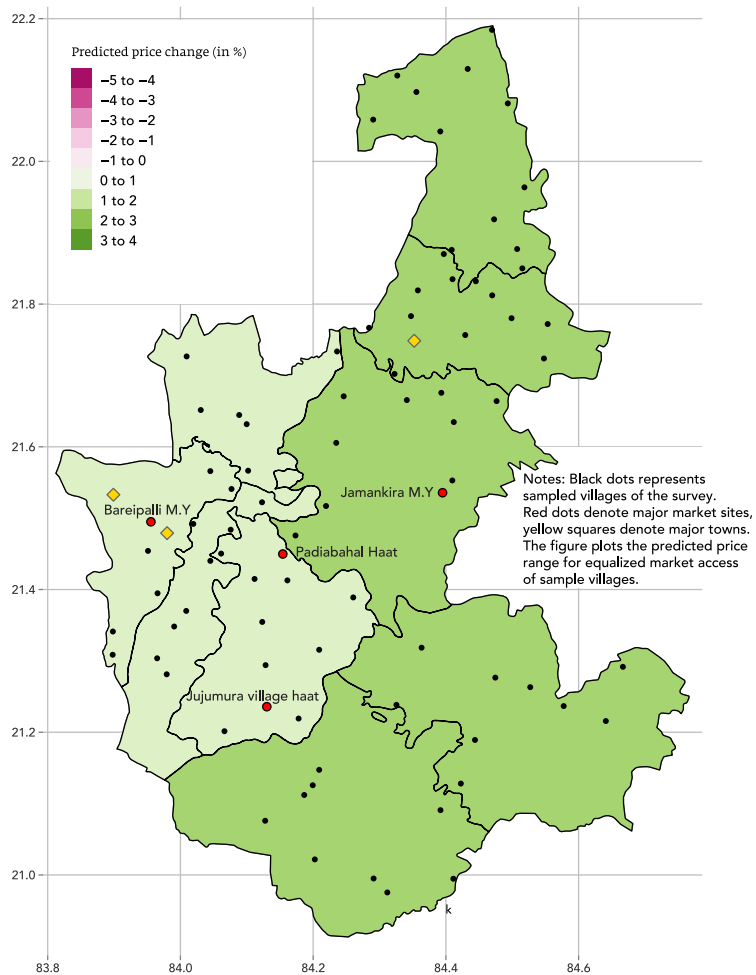 22.2
Predicted price change (in %)
−5 to −4
−4 to −3
−3 to −2
−2 to −1
−1 to 0
0 to 1
1 to 2
2 to 3
3 to 4
22.0
21.8
21.6
Jamankira M.Y
Bareipalli M.Y
Padiabahal Haat
Notes: Black dots represents
sampled villages of the survey.
Red dots denote major market sites,
yellow squares denote major towns.
The figure plots the predicted price
range for equalized market access
of sample villages.
21.4
Jujumura village haat
21.2
21.0
k
83.8 84.0 84.2 84.4 84.6